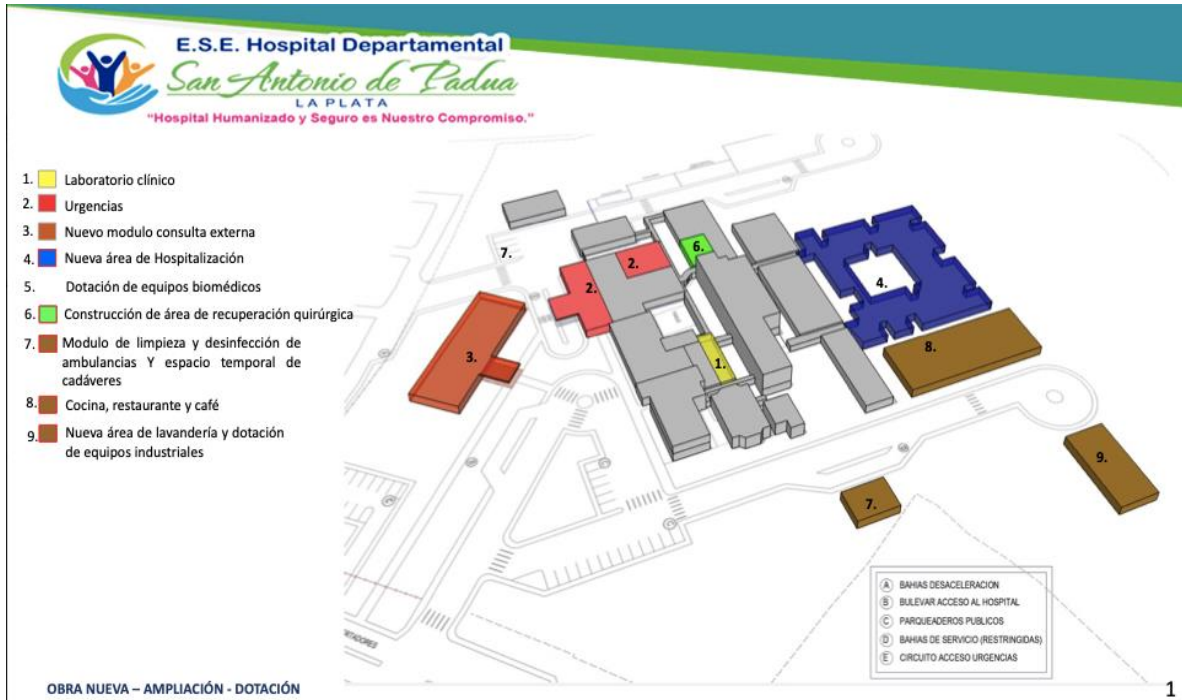 E.S.E. Hospital Departamental
San Antonio de Padua
LA PLATA
"Hospital Humanizado y Seguro es Nuestro Compromiso."
1. Laboratorio clínico
2. Urgencias
3. Nuevo modulo consulta externa
4. Nueva área de Hospitalización
5. Dotación de equipos biomédicos
6. Construcción de área de recuperación quirúrgica
7. Modulo de limpieza y desinfección de
ambulancias Y espacio temporal de
cadáveres
8. Cocina, restaurante y café
9. Nueva área de lavandería y dotación
de equipos industriales
7.
6.
2.
2.
4.
3.
8.
1.
9.
7.
A BAHIAS DESACELERACION
B BULEVAR ACCESO AL HOSPITAL
C PARQUEADEROS PUBLICOS
D BAHIAS DE SERVICIO (RESTRINGIDAS)
E CIRCUITO ACCESO URGENCIAS
OBRA NUEVA – AMPLIACIÓN - DOTACIÓN
1